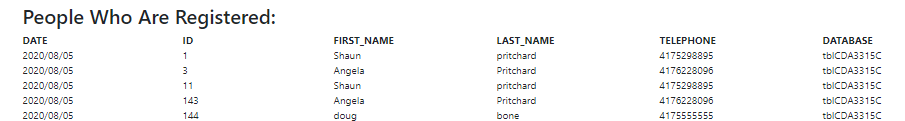 People Who Are Registered:
DATE ID FIRST_NAME LAST_NAME TELEPHONE DATABASE
2020/08/05 1 Shaun pritchard 4175298895 tblCDA3315C
2020/08/05 3 Angela Pritchard 4176228096 tblCDA3315C
2020/08/05 11 Shaun pritchard 4175298895 tblCDA3315C
2020/08/05 143 Angela Pritchard 4176228096 tblCDA3315C
2020/08/05 144 doug bone 4175555555 tblCDA3315C